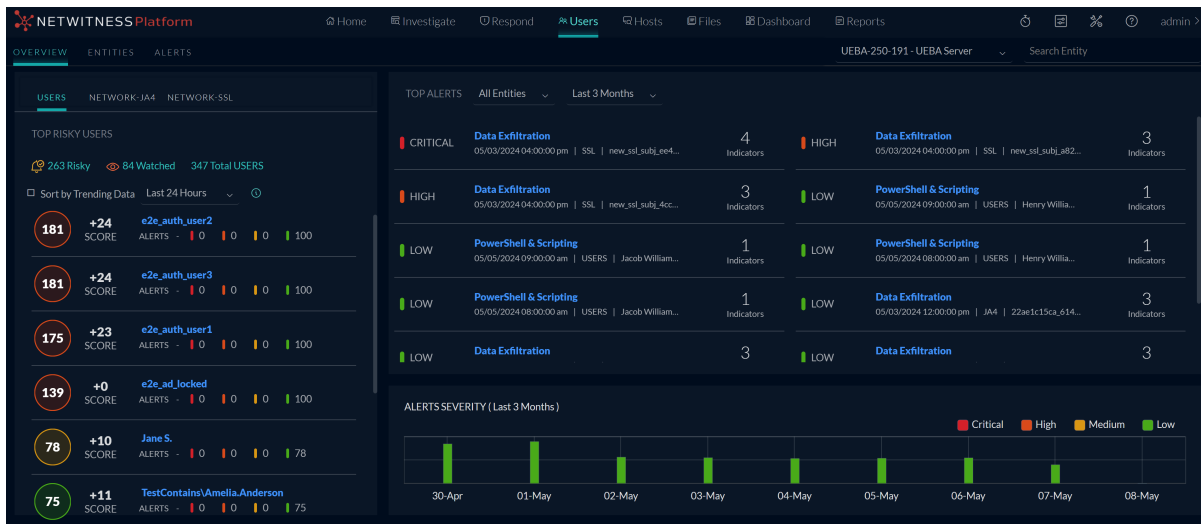 NETWITNESS Platform
Home Investigate Respond Users Hosts Files Dashboard Reports admin >
OVERVIEW ENTITIES ALERTS
UEBA-250-191 - UEBA Server
Search Entity
USERS NETWORK-JA4 NETWORK-SSL
TOP RISKY USERS
263 Risky 84 Watched 347 Total USERS
Sort by Trending Data Last 24 Hours
181 +24 SCORE e2e_auth_user2
ALERTS - 0 0 0 100
181 +24 SCORE e2e_auth_user3
ALERTS - 0 0 0 100
175 +23 SCORE e2e_auth_user1
ALERTS - 0 0 0 100
139 +0 SCORE e2e_ad_locked
ALERTS - 0 0 0 100
78 +10 SCORE Jane S.
ALERTS - 0 0 0 78
75 +11 SCORE TestContains\Amelia.Anderson
ALERTS - 0 0 0 75
TOP ALERTS All Entities Last 3 Months
CRITICAL Data Exfiltration 4 Indicators
05/03/2024 04:00:00 pm | SSL | new_ssl_subj_ee4...
HIGH Data Exfiltration 3 Indicators
05/03/2024 04:00:00 pm | SSL | new_ssl_subj_a82...
HIGH Data Exfiltration 3 Indicators
05/03/2024 04:00:00 pm | SSL | new_ssl_subj_4cc...
LOW PowerShell & Scripting 1 Indicators
05/05/2024 09:00:00 am | USERS | Henry Willia...
LOW PowerShell & Scripting 1 Indicators
05/05/2024 09:00:00 am | USERS | Jacob William...
LOW PowerShell & Scripting 1 Indicators
05/05/2024 08:00:00 am | USERS | Henry Willia...
LOW PowerShell & Scripting 1 Indicators
05/05/2024 08:00:00 am | USERS | Jacob William...
LOW Data Exfiltration 3 Indicators
05/03/2024 12:00:00 pm | JA4 | 22ae1c15ca_614...
LOW Data Exfiltration 3
LOW Data Exfiltration 3
ALERTS SEVERITY ( Last 3 Months )
Critical High Medium Low
30-Apr 01-May 02-May 03-May 04-May 05-May 06-May 07-May 08-May